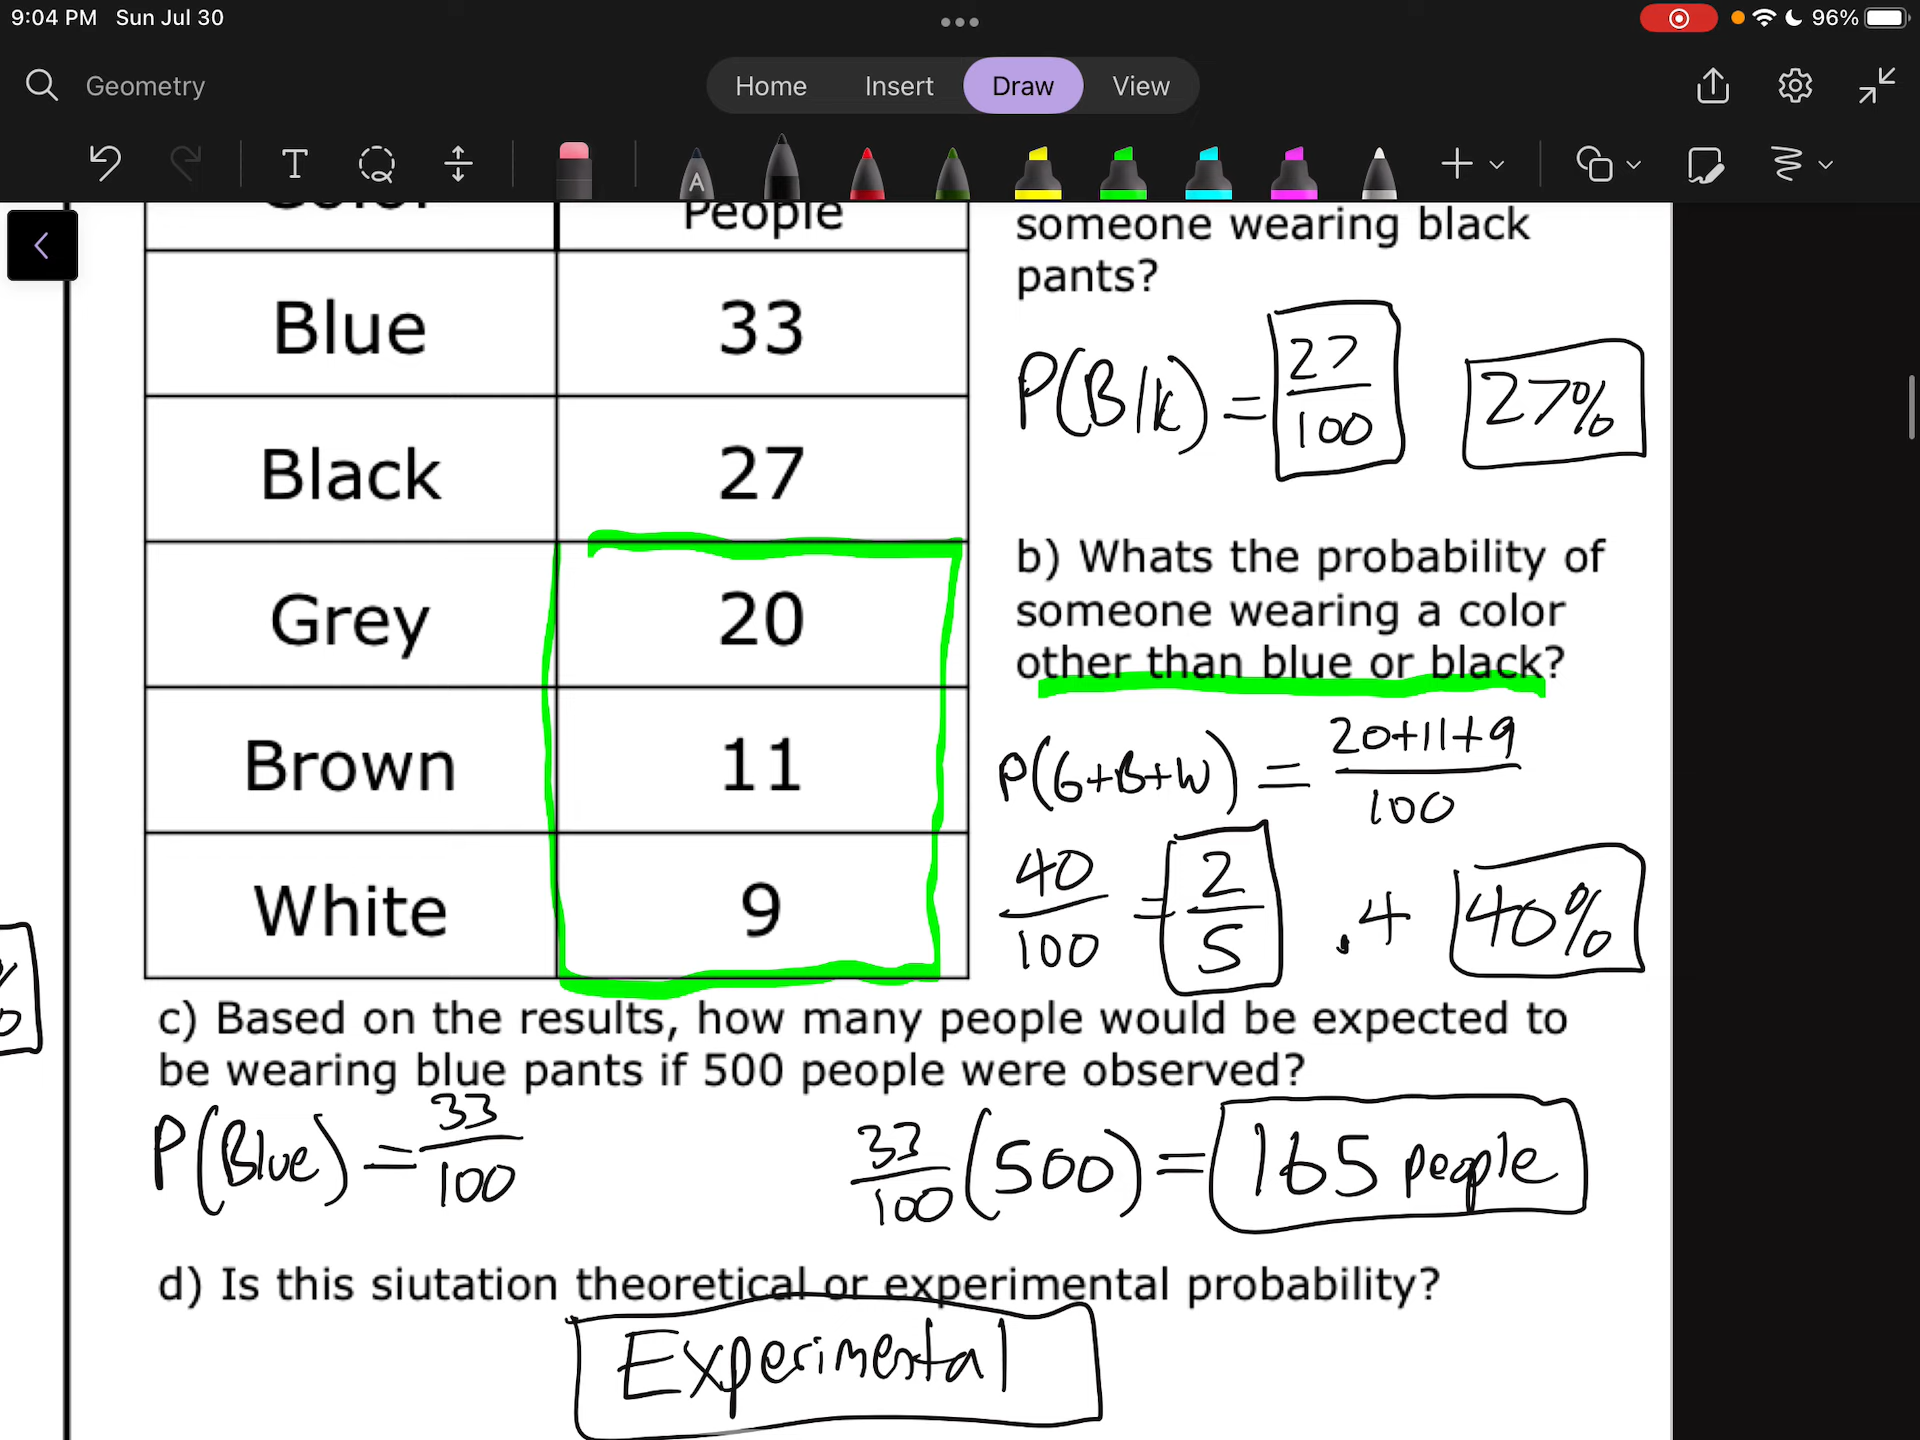 9:04 PM Sun Jul 30
96%
Geometry
Home Insert Draw View
T
A
Color People
Blue 33
Black 27
Grey 20
Brown 11
White 9
someone wearing black
pants?
P(Blk) = 27/100 27%
b) Whats the probability of
someone wearing a color
other than blue or black?
P(G+B+W) = 20+11+9/100
40/100 = 2/5 .4 40%
c) Based on the results, how many people would be expected to
be wearing blue pants if 500 people were observed?
P(Blue) = 33/100 33/100 (500) = 165 people
d) Is this siutation theoretical or experimental probability?
Experimental